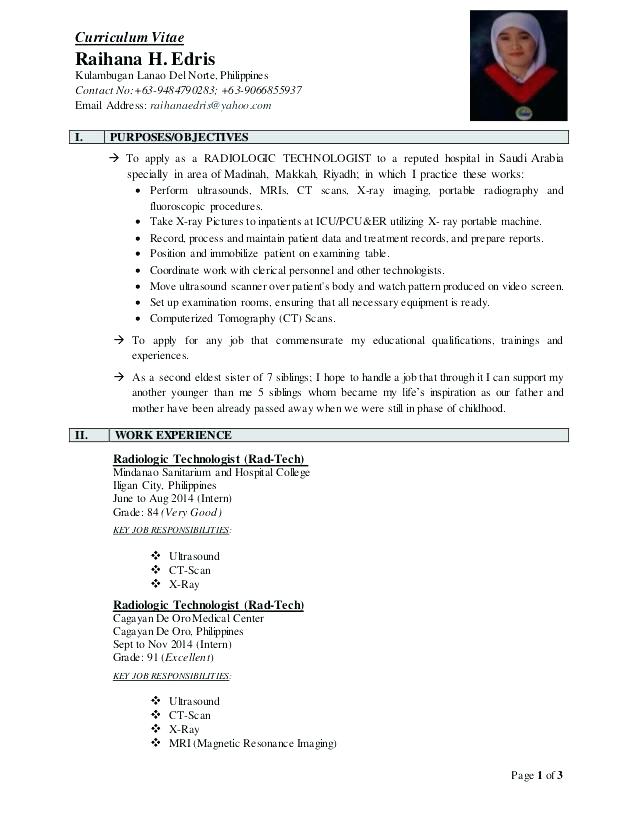 Curriculum Vitae
Raihana H. Edris
Kulambugan Lanao Del Norte, Philippines
Contact No:+63-9484790283; +63-9066855937
Email Address: raihanaedris@yahoo.com
I. PURPOSES/OBJECTIVES
→ To apply as a RADIOLOGIC TECHNOLOGIST to a reputed hospital in Saudi Arabia
specially in area of Madinah, Makkah, Riyadh; in which I practice these works:
• Perform ultrasounds, MRIs, CT scans, X-ray imaging, portable radiography and
fluoroscopic procedures.
• Take X-ray Pictures to inpatients at ICU/PCU&ER utilizing X- ray portable machine.
• Record, process and maintain patient data and treatment records, and prepare reports.
• Position and immobilize patient on examining table.
• Coordinate work with clerical personnel and other technologists.
• Move ultrasound scanner over patient's body and watch pattern produced on video screen.
• Set up examination rooms, ensuring that all necessary equipment is ready.
• Computerized Tomography (CT) Scans.
→ To apply for any job that commensurate my educational qualifications, trainings and
experiences.
→ As a second eldest sister of 7 siblings; I hope to handle a job that through it I can support my
another younger than me 5 siblings whom became my life's inspiration as our father and
mother have been already passed away when we were still in phase of childhood.
II. WORK EXPERIENCE
Radiologic Technologist (Rad-Tech)
Mindanao Sanitarium and Hospital College
Iligan City, Philippines
June to Aug 2014 (Intern)
Grade: 84 (Very Good)
KEY JOB RESPONSIBILITIES:
❖ Ultrasound
❖ CT-Scan
❖ X-Ray
Radiologic Technologist (Rad-Tech)
Cagayan De Oro Medical Center
Cagayan De Oro, Philippines
Sept to Nov 2014 (Intern)
Grade: 91 (Excellent)
KEY JOB RESPONSIBILITIES:
❖ Ultrasound
❖ CT-Scan
❖ X-Ray
❖ MRI (Magnetic Resonance Imaging)
Page 1 of 3